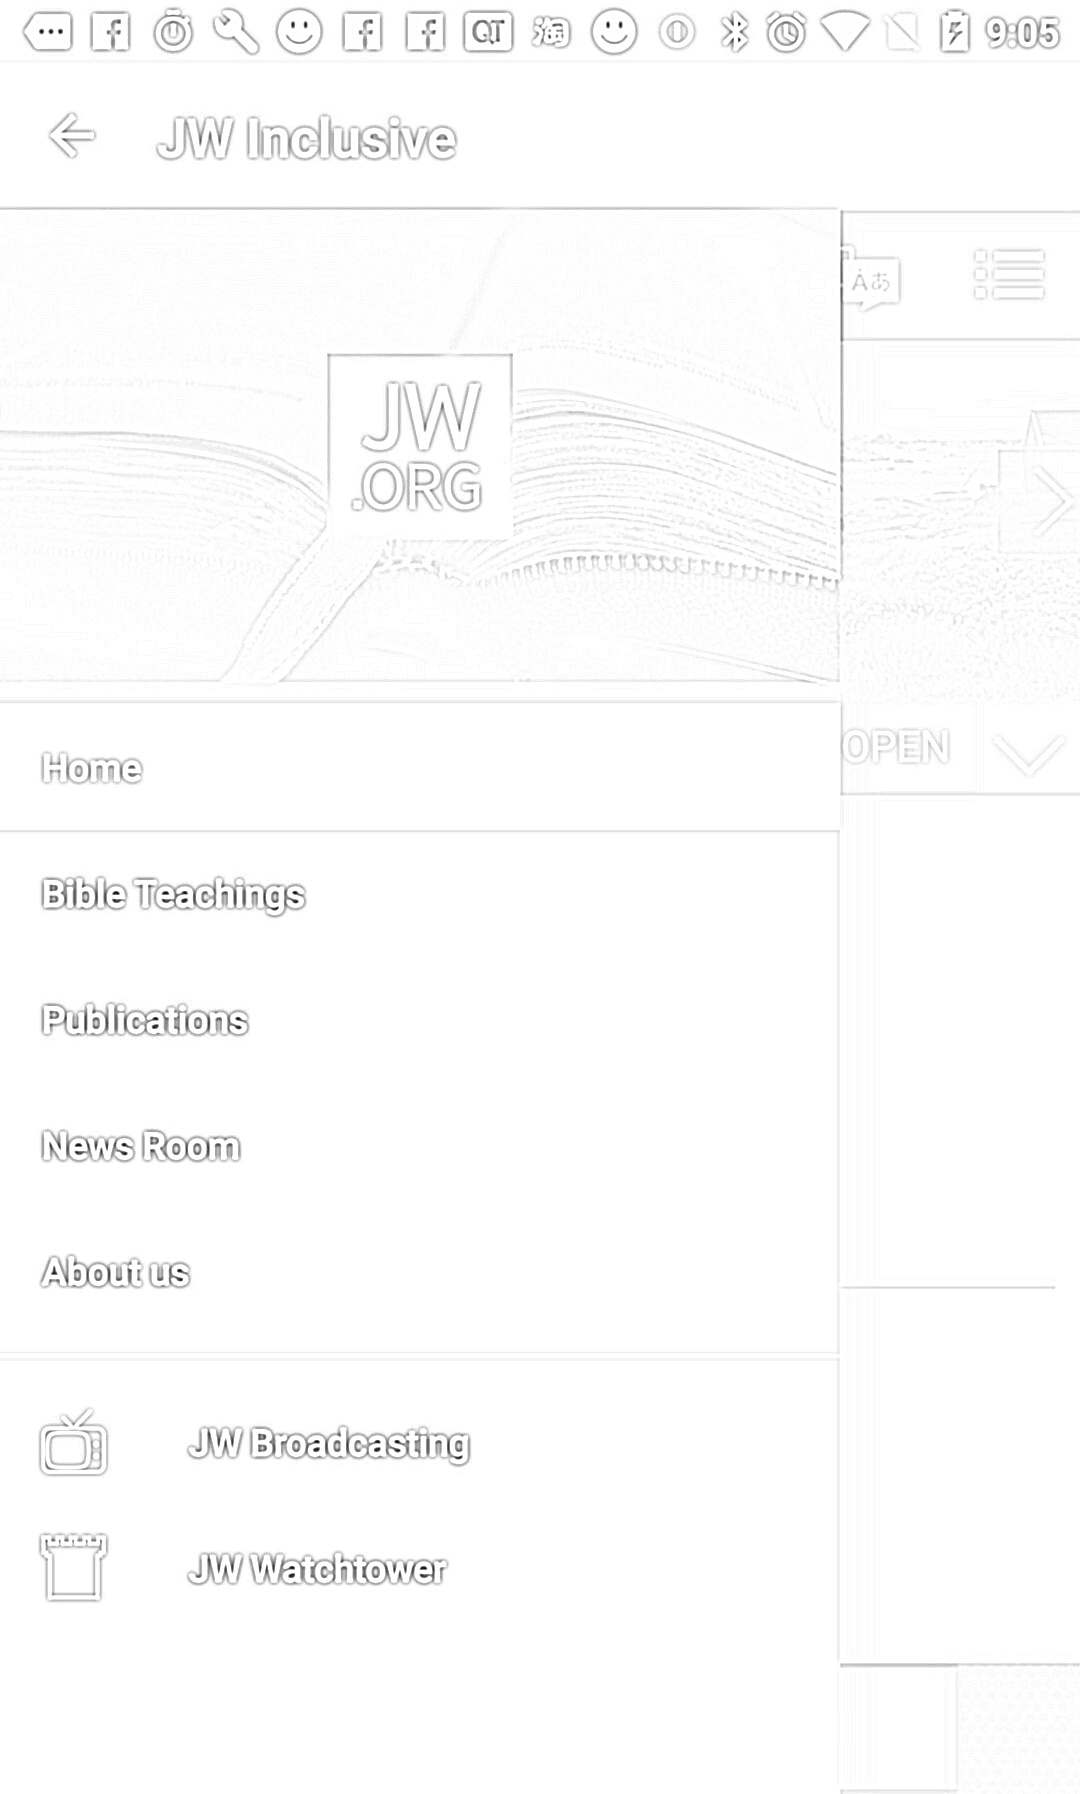 QT 淘 9:05
JW Inclusive
JW
.ORG
Aあ
OPEN
Home
Bible Teachings
Publications
News Room
About us
JW Broadcasting
JW Watchtower